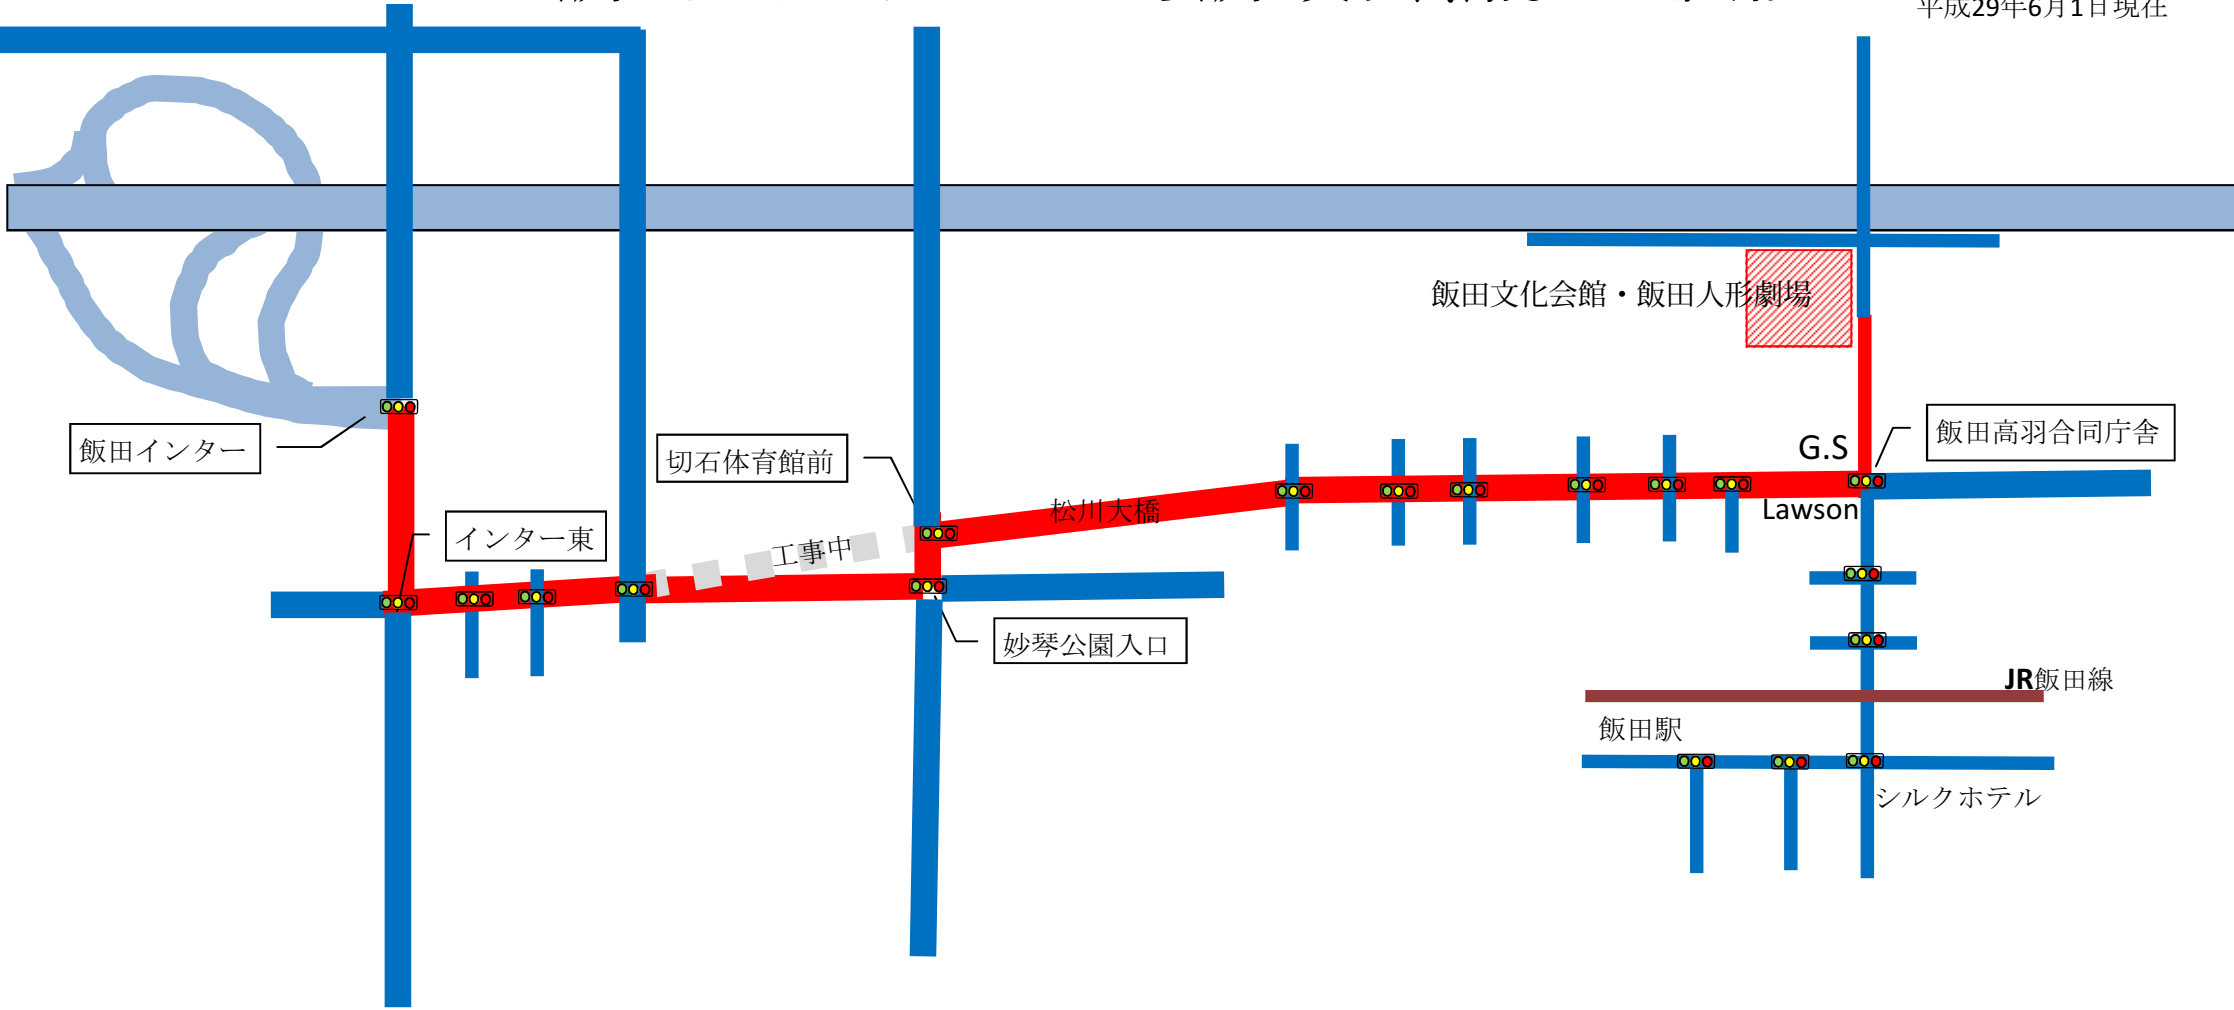 平成29年6月1日現在
飯田文化会館・飯田人形劇場
飯田インター
切石体育館前
G.S
飯田高羽合同庁舎
松川大橋
Lawson
インター東
工事中
妙琴公園入口
JR飯田線
飯田駅
シルクホテル